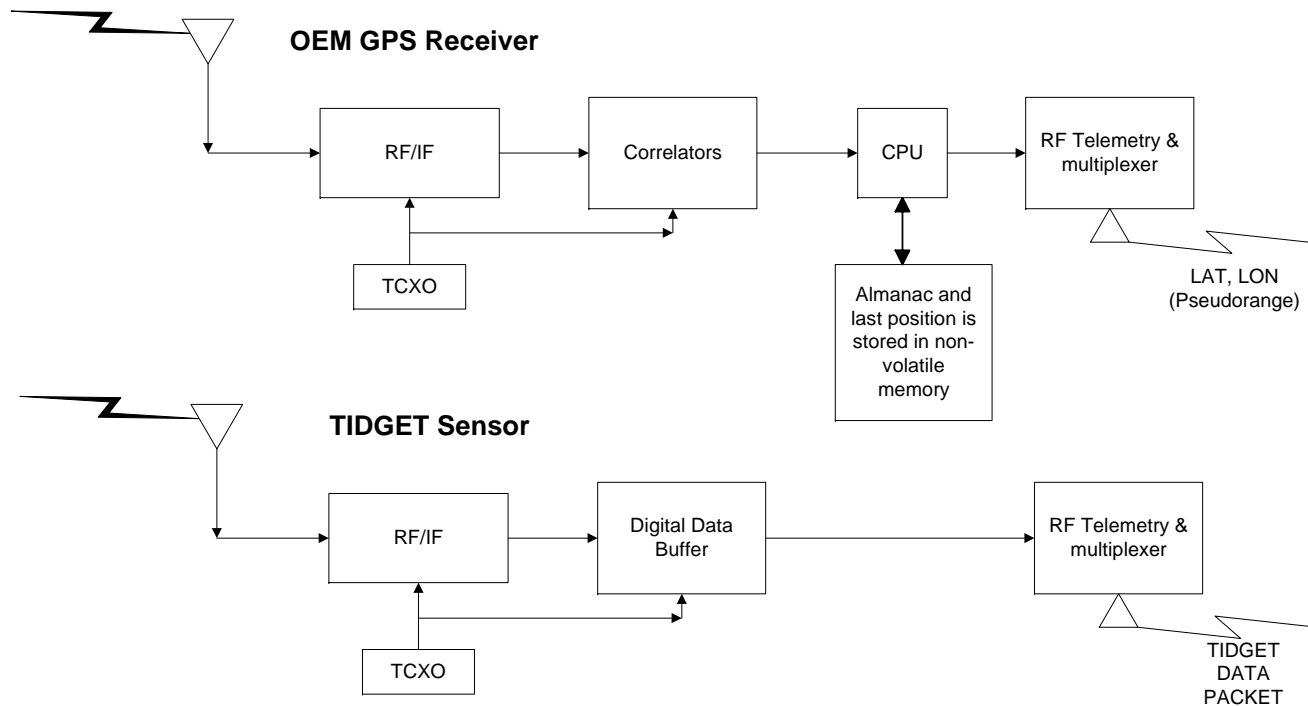 OEM GPS Receiver
RF/IF
Correlators
CPU
RF Telemetry &
multiplexer
TCXO
Almanac and
last position is
stored in non-
volatile
memory
LAT, LON
(Pseudorange)
TIDGET Sensor
RF/IF
Digital Data
Buffer
RF Telemetry &
multiplexer
TCXO
TIDGET
DATA
PACKET